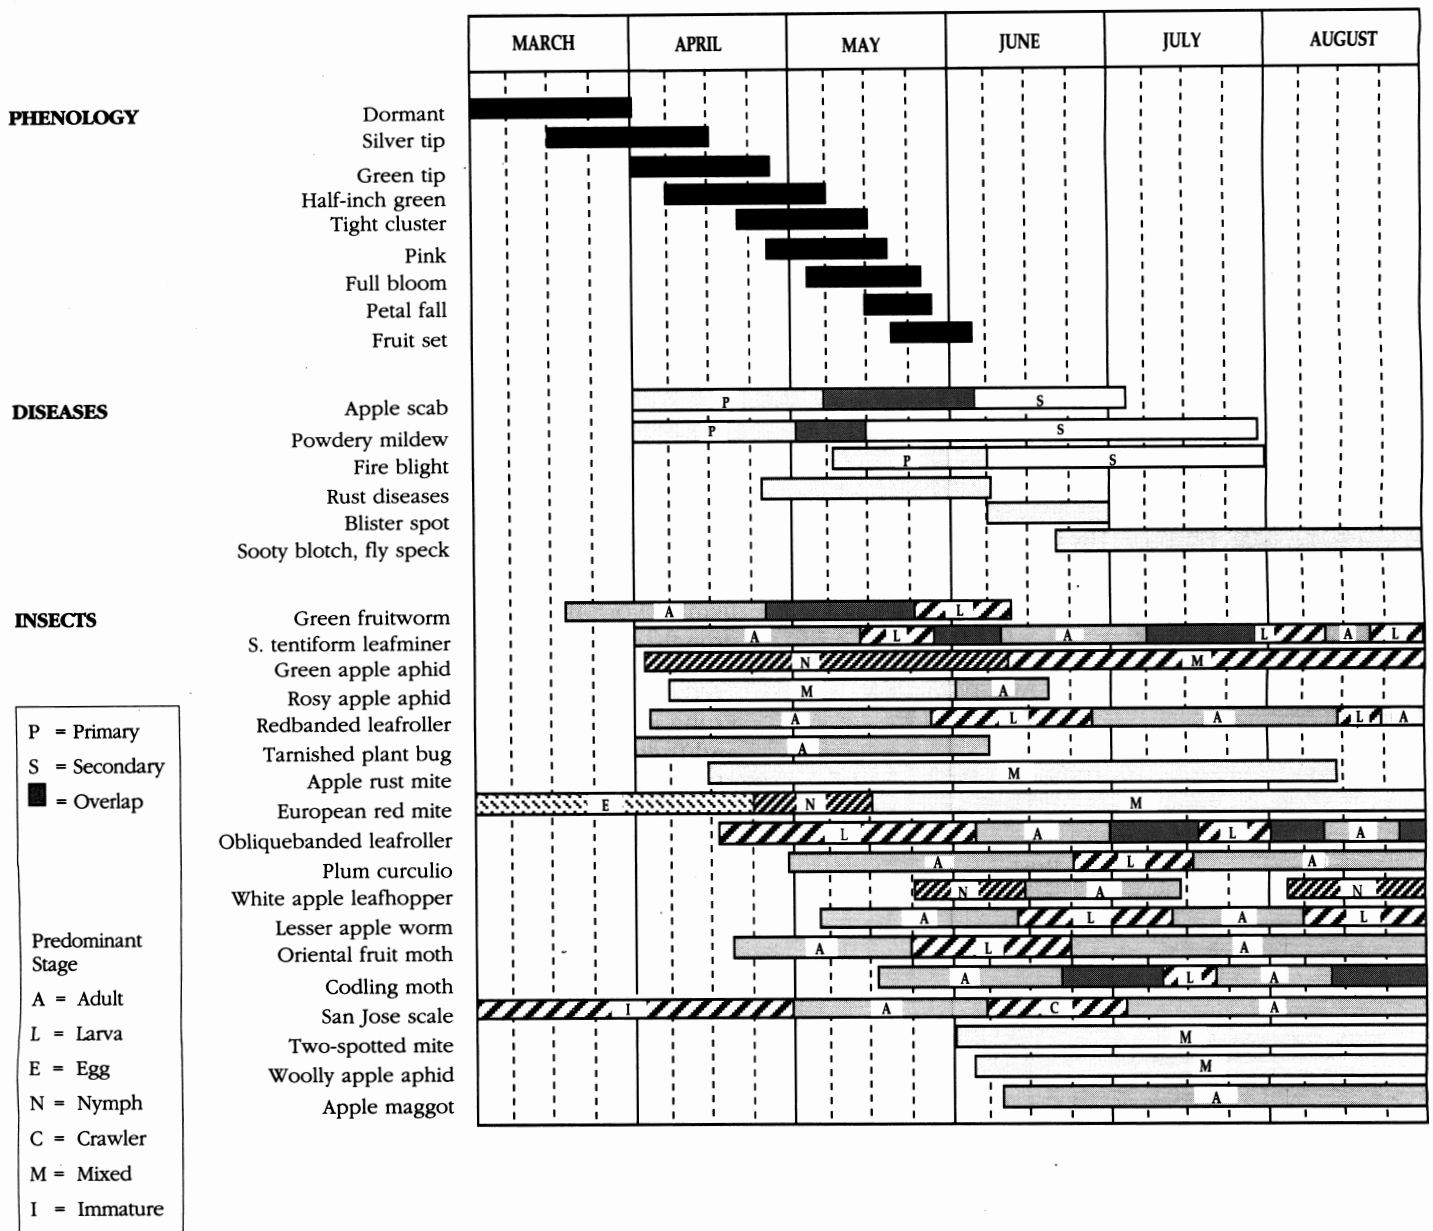 MARCH APRIL MAY JUNE JULY AUGUST
PHENOLOGY
Dormant
Silver tip
Green tip
Half-inch green
Tight cluster
Pink
Full bloom
Petal fall
Fruit set
DISEASES
Apple scab P S
Powdery mildew P S
Fire blight P S
Rust diseases
Blister spot
Sooty blotch, fly speck
INSECTS
Green fruitworm A L
S. tentiform leafminer A L A L A L
Green apple aphid N M
Rosy apple aphid M A
Redbanded leafroller A L A L A
Tarnished plant bug A
Apple rust mite M
European red mite E N M
Obliquebanded leafroller L A L A
Plum curculio A L A
White apple leafhopper N A N
Lesser apple worm A L A L
Oriental fruit moth A L A
Codling moth A L A
San Jose scale I A C A
Two-spotted mite M
Woolly apple aphid M
Apple maggot A
P = Primary
S = Secondary
= Overlap
Predominant
Stage
A = Adult
L = Larva
E = Egg
N = Nymph
C = Crawler
M = Mixed
I = Immature